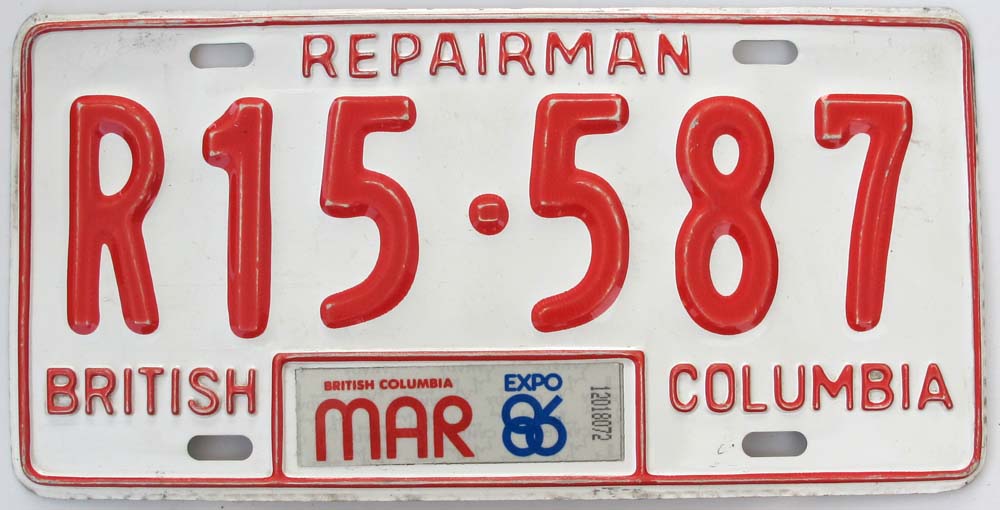 REPAIRMAN
R15·587
BRITISH COLUMBIA
BRITISH COLUMBIA
MAR
EXPO
86
12018072